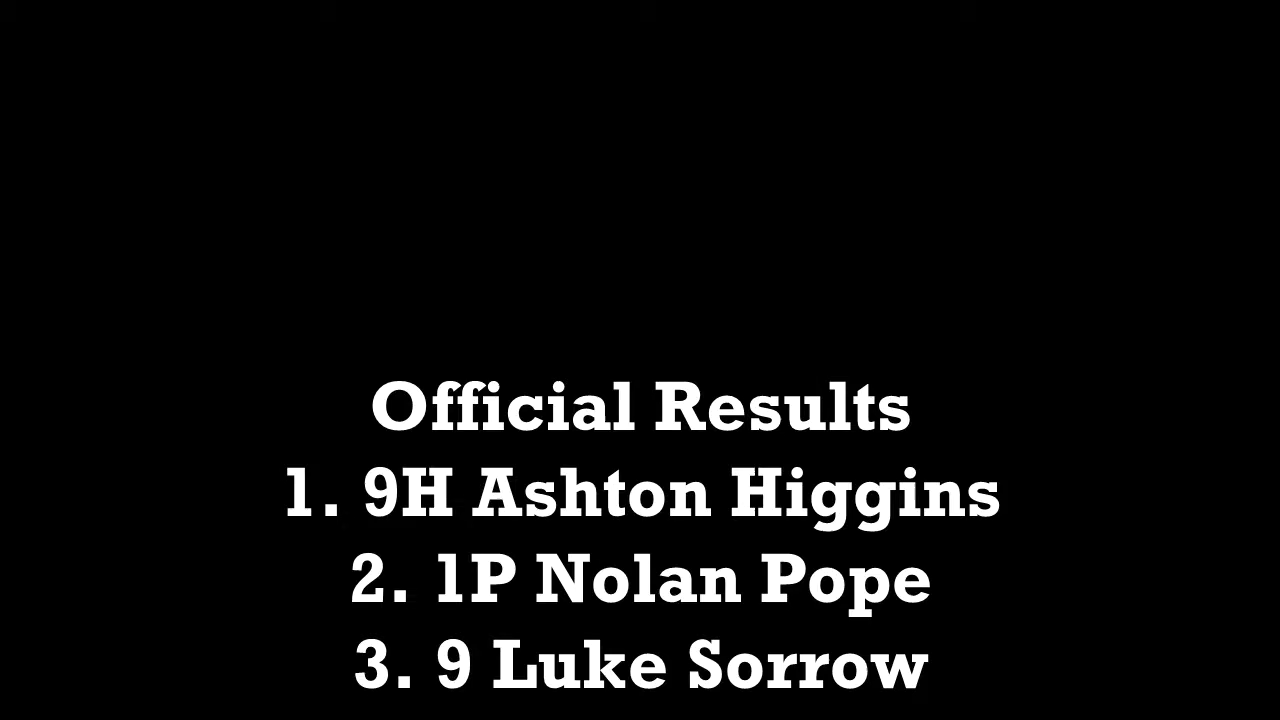 Official Results
1. 9H Ashton Higgins
2. 1P Nolan Pope
3. 9 Luke Sorrow